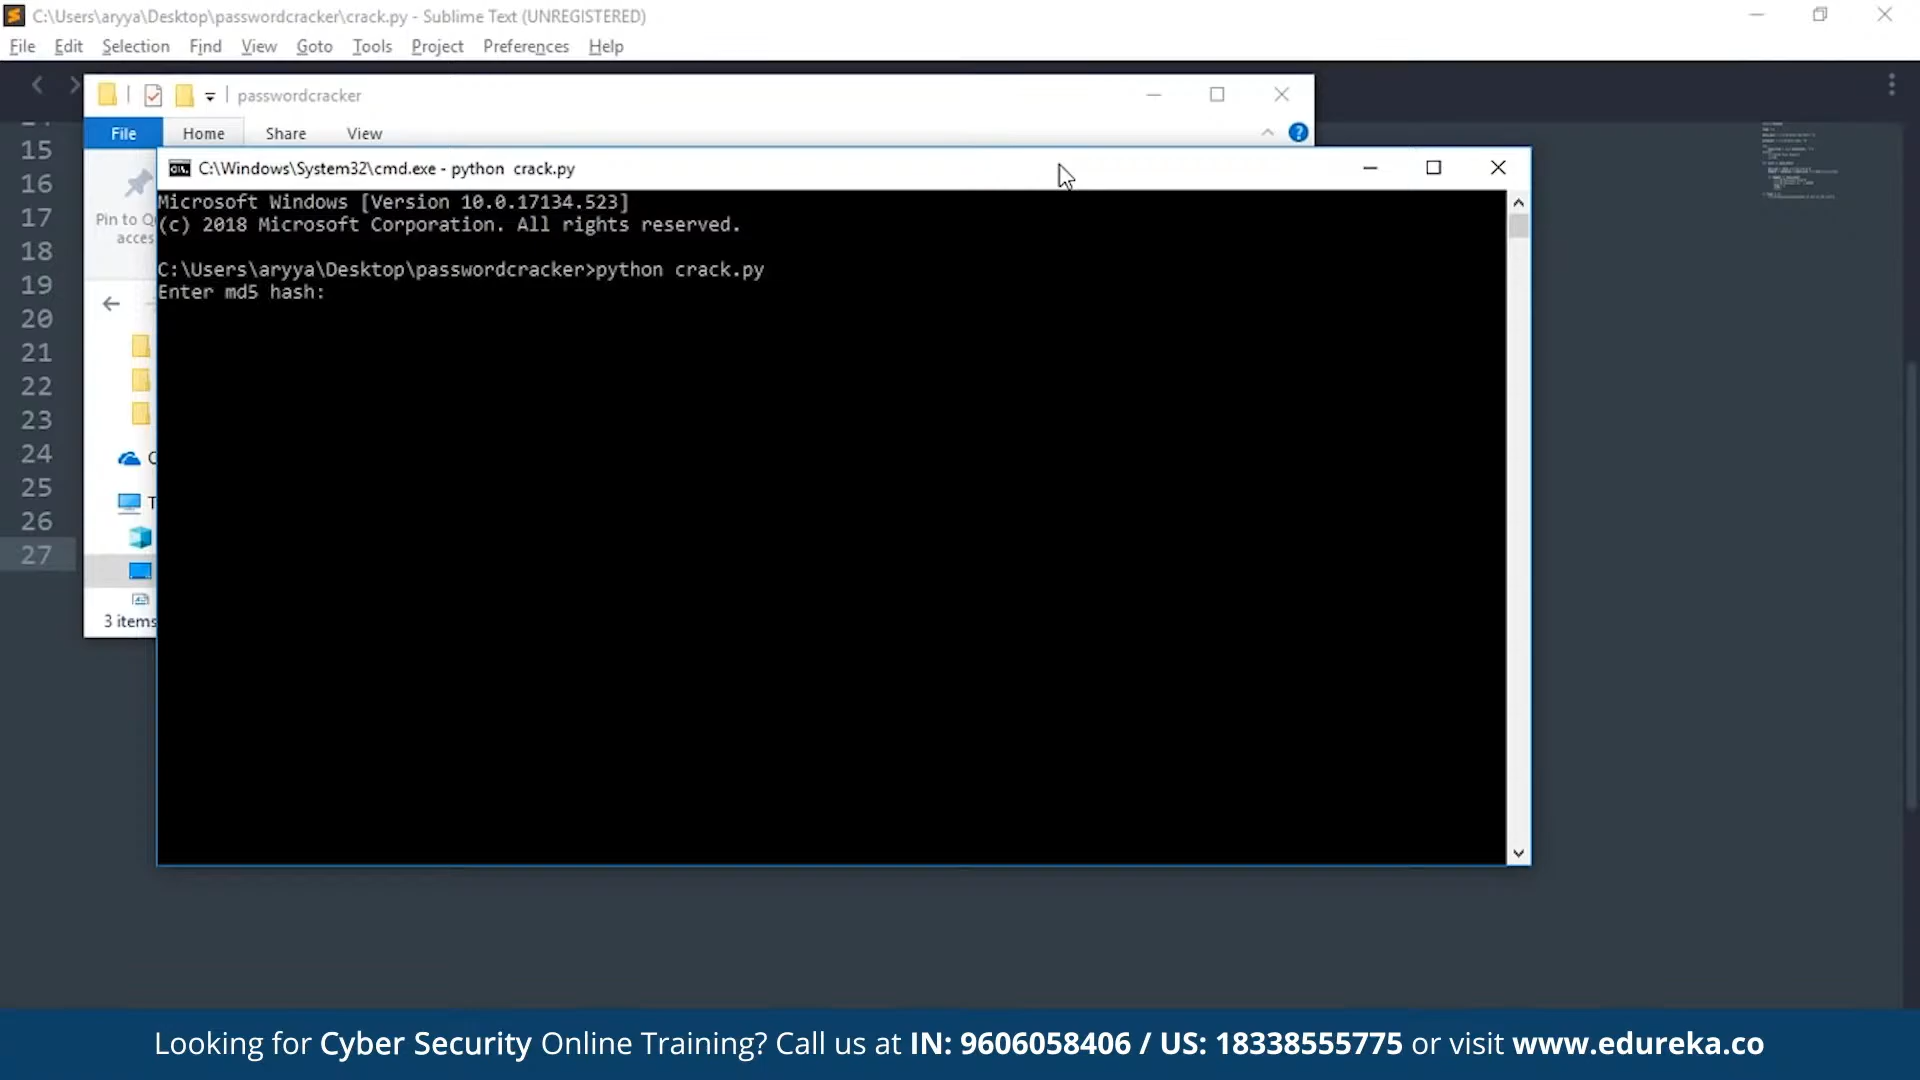 C:\Users\aryya\Desktop\passwordcracker\crack.py - Sublime Text (UNREGISTERED)
File Edit Selection Find View Goto Tools Project Preferences Help
passwordcracker
File Home Share View
15
16
17
18
19
20
21
22
23
24
25
26
27
Pin to Q
acces
3 items
C:\Windows\System32\cmd.exe - python crack.py
Microsoft Windows [Version 10.0.17134.523]
(c) 2018 Microsoft Corporation. All rights reserved.
C:\Users\aryya\Desktop\passwordcracker>python crack.py
Enter md5 hash:
Looking for Cyber Security Online Training? Call us at IN: 9606058406 / US: 18338555775 or visit www.edureka.co